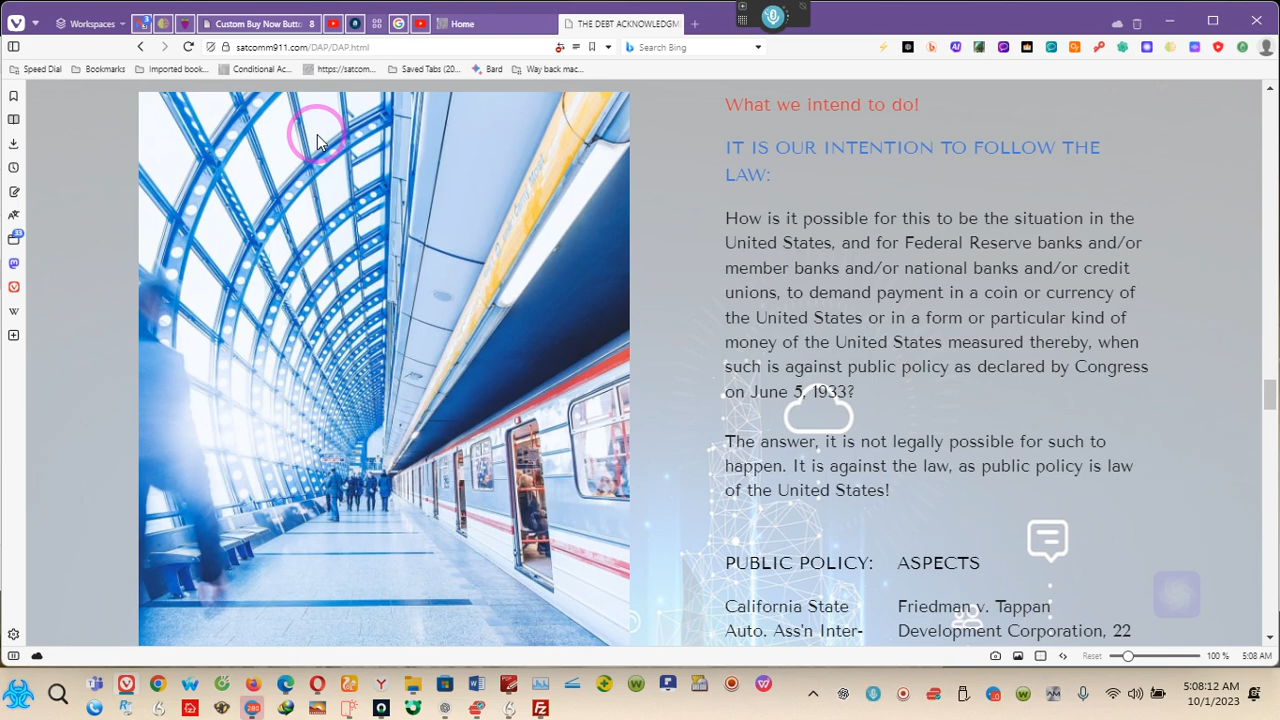 Workspaces
3
Custom Buy Now Butto
8
Home
THE DEBT ACKNOWLEDGM
satcomm911.com/DAP/DAP.html
Search Bing
Speed Dial
Bookmarks
Imported book...
Conditional Ac...
https://satcom...
Saved Tabs (20...
Bard
Way back mac...
33
What we intend to do!
IT IS OUR INTENTION TO FOLLOW THE
LAW:
How is it possible for this to be the situation in the
United States, and for Federal Reserve banks and/or
member banks and/or national banks and/or credit
unions, to demand payment in a coin or currency of
the United States or in a form or particular kind of
money of the United States measured thereby, when
such is against public policy as declared by Congress
on June 5, 1933?
The answer, it is not legally possible for such to
happen. It is against the law, as public policy is law
of the United States!
PUBLIC POLICY: ASPECTS
California State
Auto. Ass'n Inter-
Friedman v. Tappan
Development Corporation, 22
Reset
100 %
5:08 AM
5:08:12 AM
10/1/2023